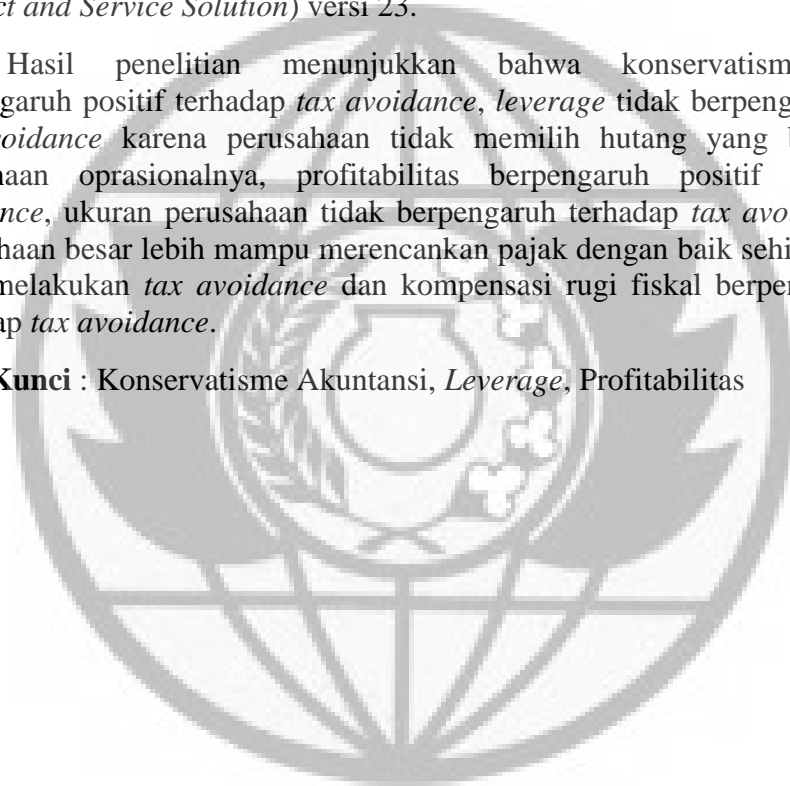 ct and Service Solution) versi 23.
Hasil penelitian menunjukkan bahwa konservatism
garuh positif terhadap tax avoidance, leverage tidak berpeng
voidance karena perusahaan tidak memilih hutang yang b
naan oprasionalnya, profitabilitas berpengaruh positif
nce, ukuran perusahaan tidak berpengaruh terhadap tax avo
haan besar lebih mampu merencankan pajak dengan baik sehi
melakukan tax avoidance dan kompensasi rugi fiskal berpen
ap tax avoidance.
Kunci : Konservatisme Akuntansi, Leverage, Profitabilitas